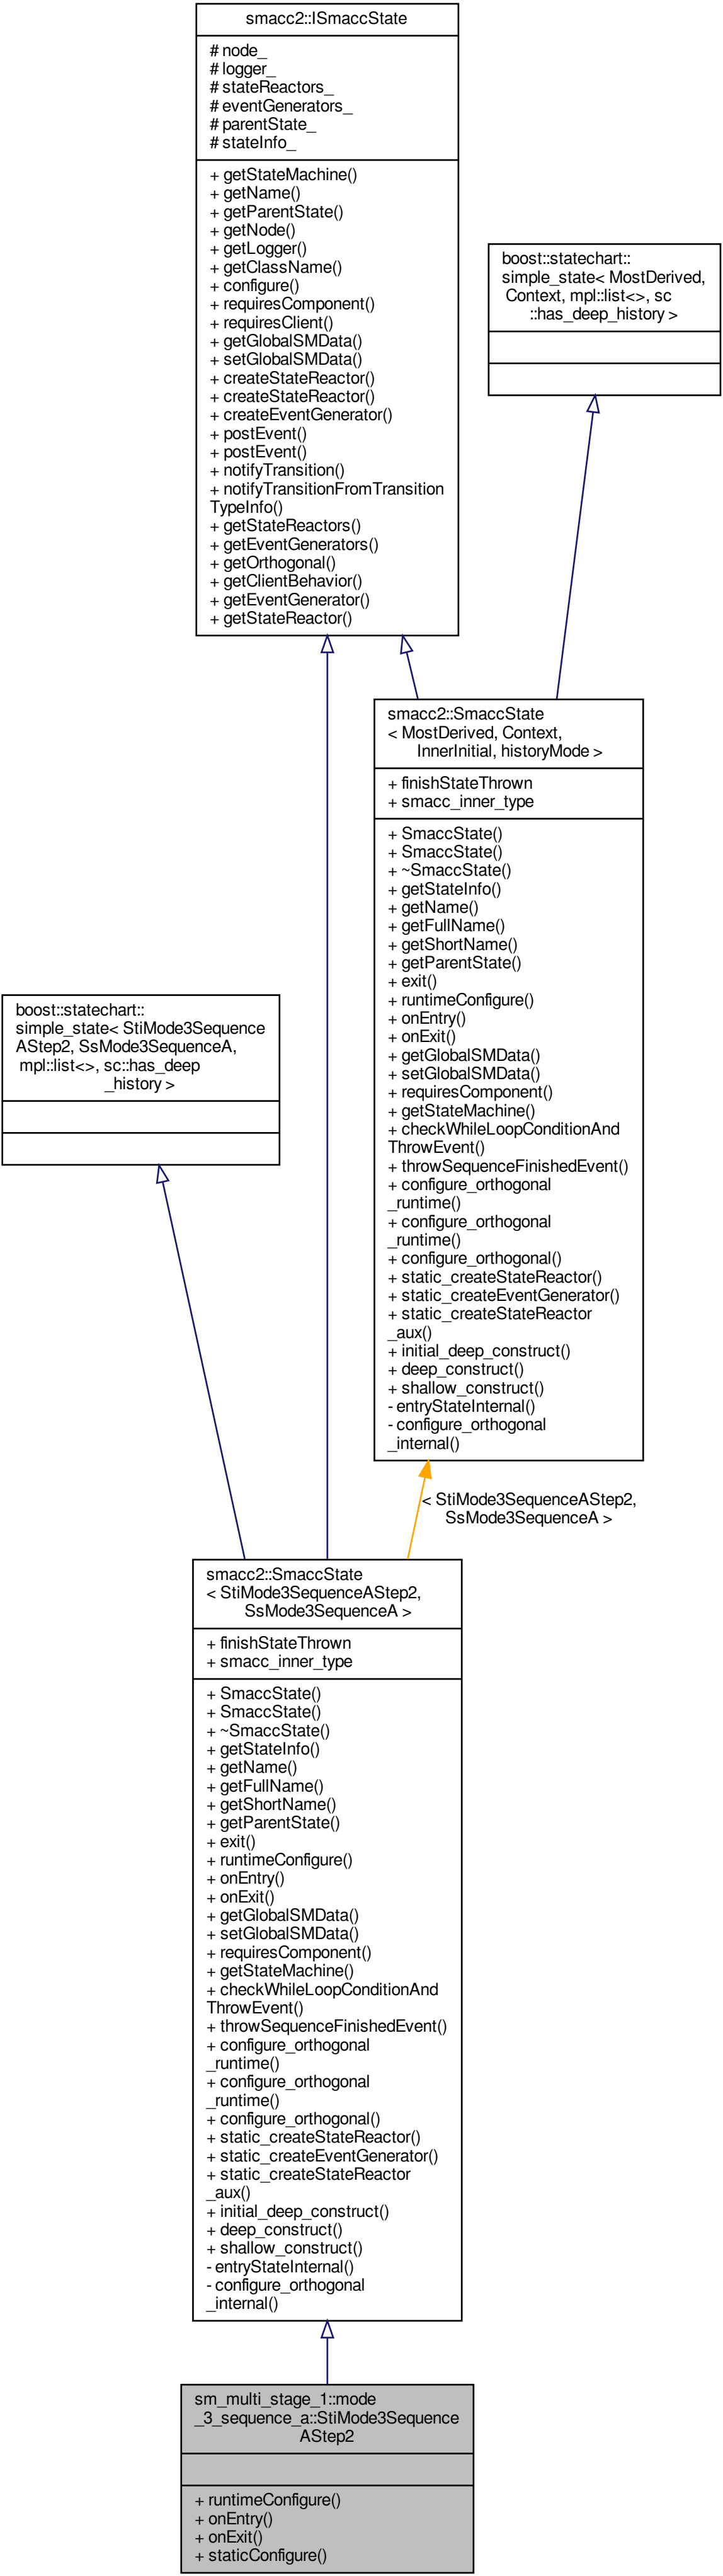 smacc2::ISmaccState
# node_
# logger_
# stateReactors_
# eventGenerators_
# parentState_
# stateInfo_
+ getStateMachine()
+ getName()
+ getParentState()
+ getNode()
+ getLogger()
+ getClassName()
+ configure()
+ requiresComponent()
+ requiresClient()
+ getGlobalSMData()
+ setGlobalSMData()
+ createStateReactor()
+ createStateReactor()
+ createEventGenerator()
+ postEvent()
+ postEvent()
+ notifyTransition()
+ notifyTransitionFromTransition
TypeInfo()
+ getStateReactors()
+ getEventGenerators()
+ getOrthogonal()
+ getClientBehavior()
+ getEventGenerator()
+ getStateReactor()
boost::statechart::
simple_state< MostDerived,
Context, mpl::list<>, sc
::has_deep_history >
smacc2::SmaccState
< MostDerived, Context,
InnerInitial, historyMode >
+ finishStateThrown
+ smacc_inner_type
+ SmaccState()
+ SmaccState()
+ ~SmaccState()
+ getStateInfo()
+ getName()
+ getFullName()
+ getShortName()
+ getParentState()
+ exit()
+ runtimeConfigure()
+ onEntry()
+ onExit()
+ getGlobalSMData()
+ setGlobalSMData()
+ requiresComponent()
+ getStateMachine()
+ checkWhileLoopConditionAnd
ThrowEvent()
+ throwSequenceFinishedEvent()
+ configure_orthogonal
_runtime()
+ configure_orthogonal
_runtime()
+ configure_orthogonal()
+ static_createStateReactor()
+ static_createEventGenerator()
+ static_createStateReactor
_aux()
+ initial_deep_construct()
+ deep_construct()
+ shallow_construct()
- entryStateInternal()
- configure_orthogonal
_internal()
boost::statechart::
simple_state< StiMode3Sequence
AStep2, SsMode3SequenceA,
mpl::list<>, sc::has_deep
_history >
< StiMode3SequenceAStep2,
SsMode3SequenceA >
smacc2::SmaccState
< StiMode3SequenceAStep2,
SsMode3SequenceA >
+ finishStateThrown
+ smacc_inner_type
+ SmaccState()
+ SmaccState()
+ ~SmaccState()
+ getStateInfo()
+ getName()
+ getFullName()
+ getShortName()
+ getParentState()
+ exit()
+ runtimeConfigure()
+ onEntry()
+ onExit()
+ getGlobalSMData()
+ setGlobalSMData()
+ requiresComponent()
+ getStateMachine()
+ checkWhileLoopConditionAnd
ThrowEvent()
+ throwSequenceFinishedEvent()
+ configure_orthogonal
_runtime()
+ configure_orthogonal
_runtime()
+ configure_orthogonal()
+ static_createStateReactor()
+ static_createEventGenerator()
+ static_createStateReactor
_aux()
+ initial_deep_construct()
+ deep_construct()
+ shallow_construct()
- entryStateInternal()
- configure_orthogonal
_internal()
sm_multi_stage_1::mode
_3_sequence_a::StiMode3Sequence
AStep2
+ runtimeConfigure()
+ onEntry()
+ onExit()
+ staticConfigure()